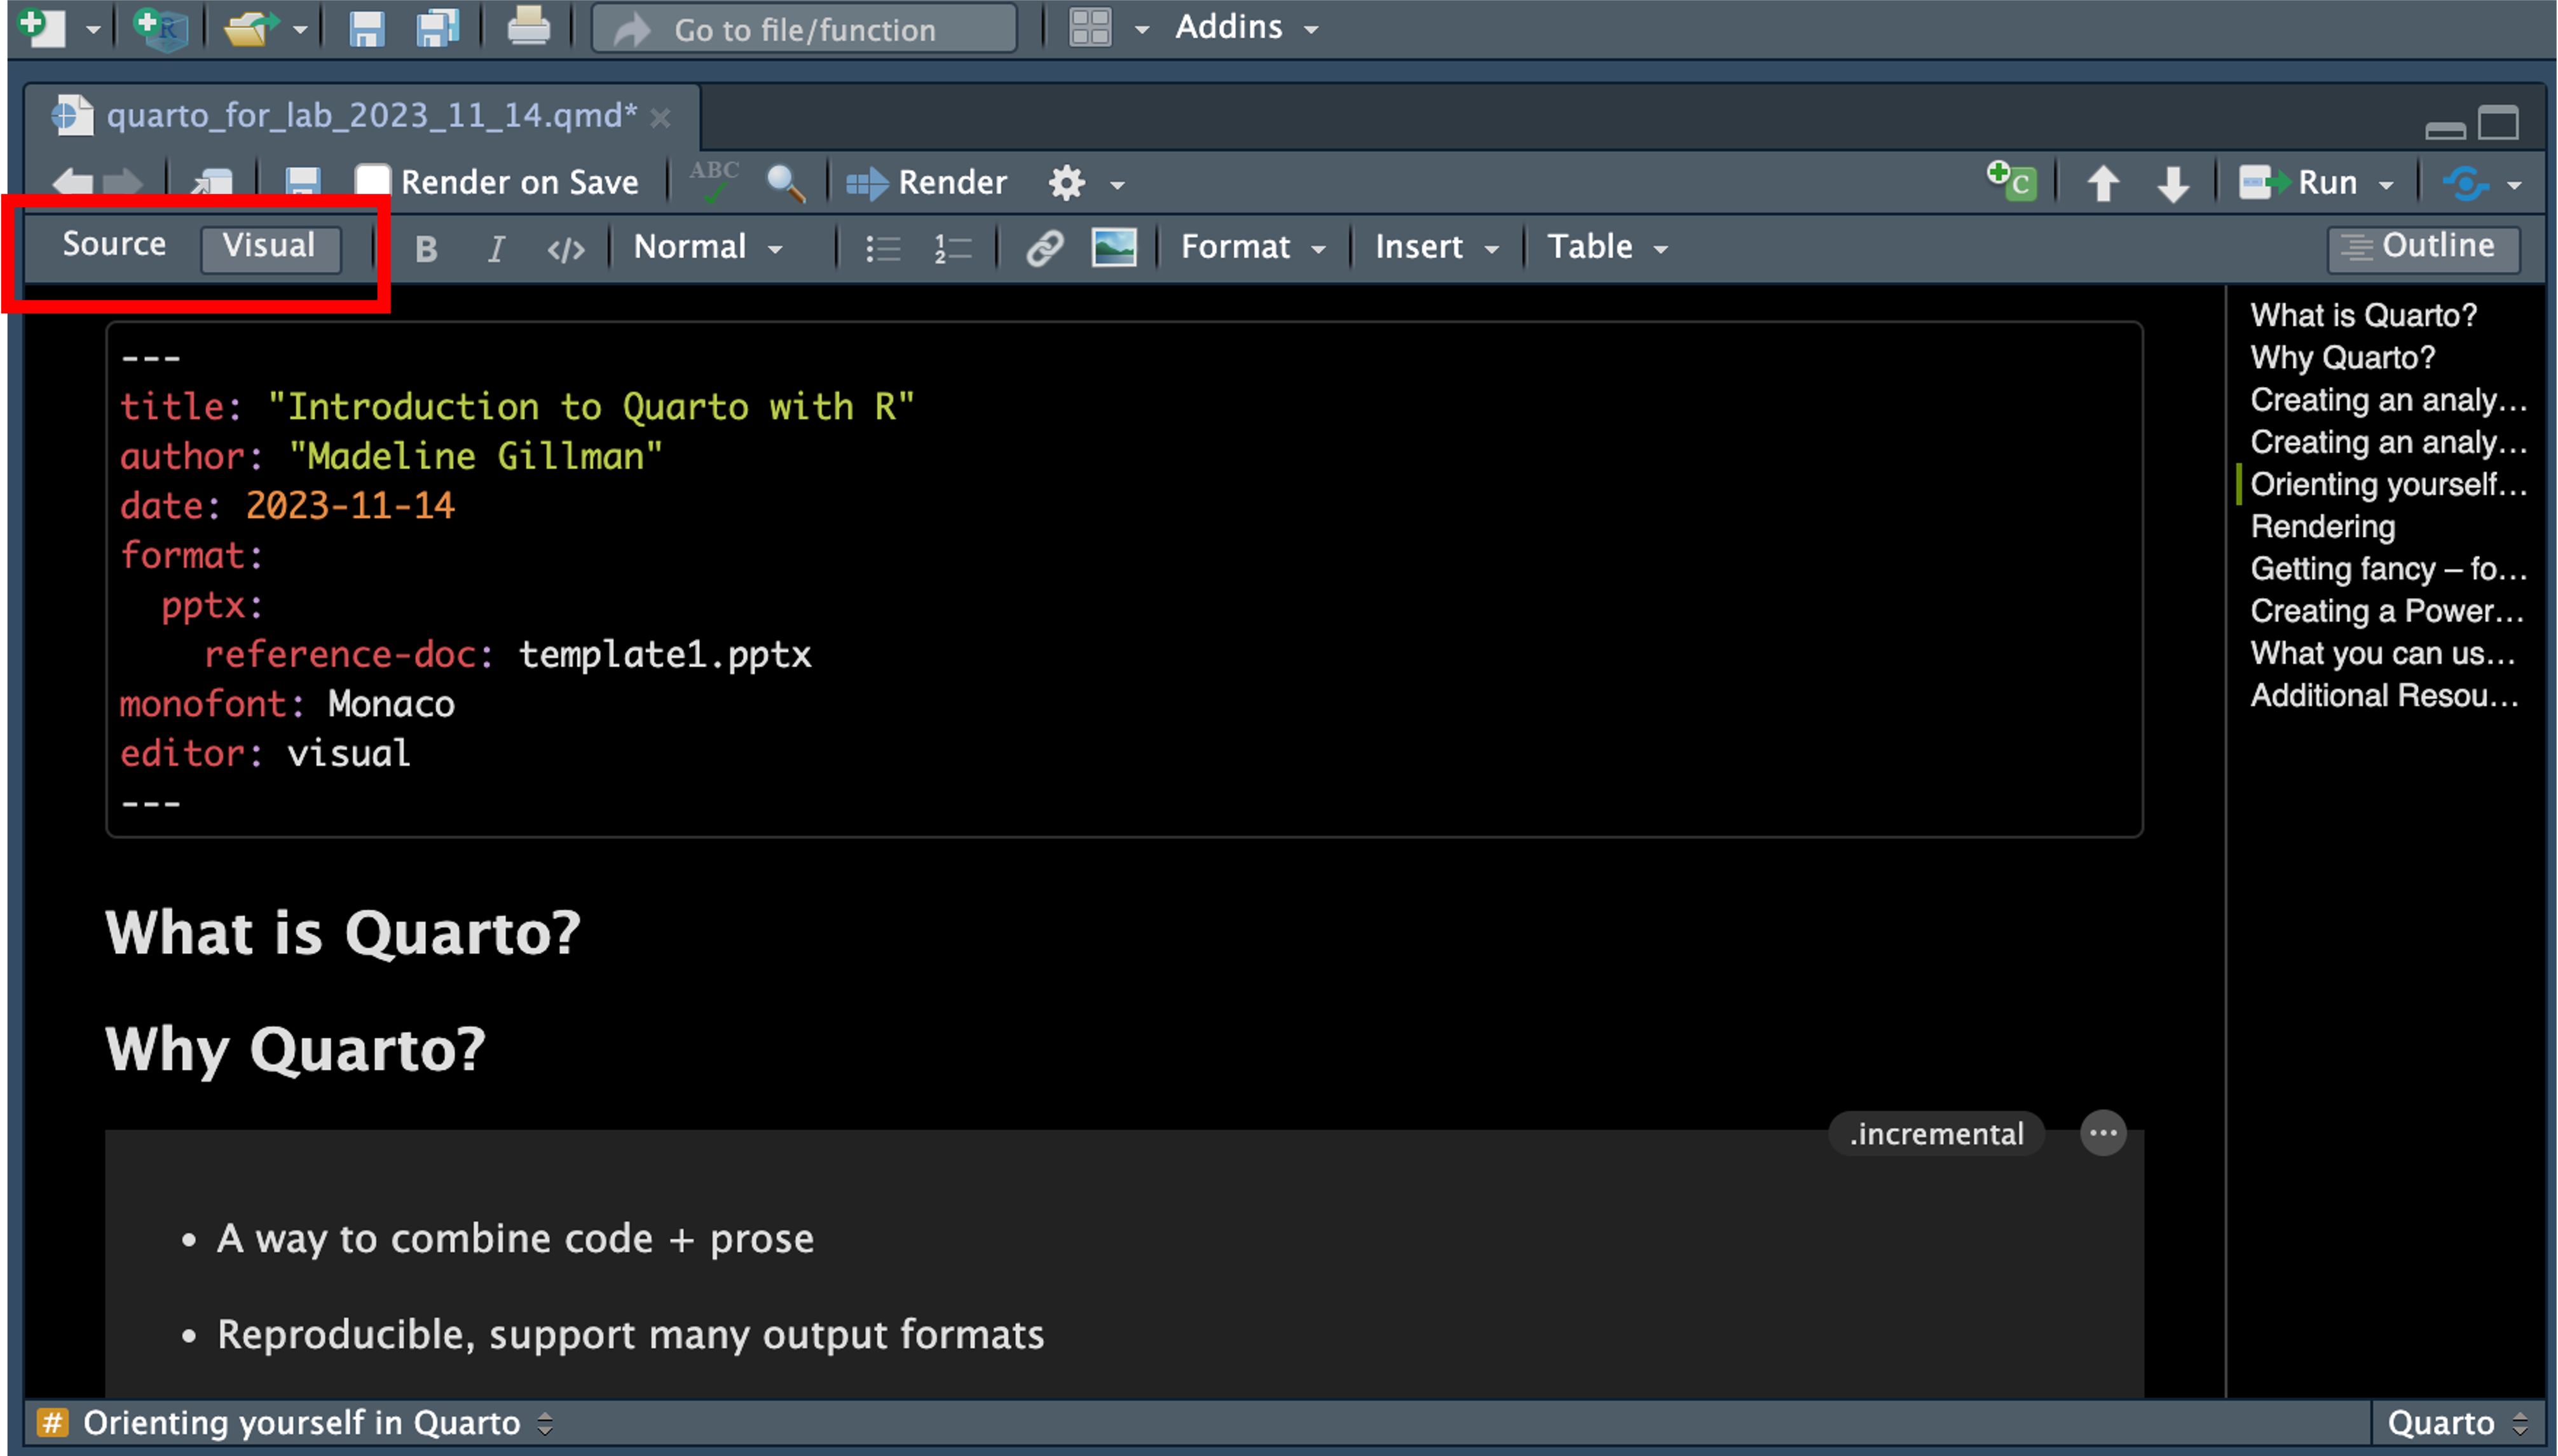 Go to file/function Addins
quarto_for_lab_2023_11_14.qmd*
Render on Save ABC Render C Run
Source Visual B I </> Normal 1 2 Format Insert Table Outline
---
title: "Introduction to Quarto with R"
author: "Madeline Gillman"
date: 2023-11-14
format:
pptx:
reference-doc: template1.pptx
monofont: Monaco
editor: visual
---
What is Quarto?
Why Quarto?
.incremental
• A way to combine code + prose
• Reproducible, support many output formats
What is Quarto?
Why Quarto?
Creating an analy...
Creating an analy...
Orienting yourself...
Rendering
Getting fancy – fo...
Creating a Power...
What you can us...
Additional Resou...
# Orienting yourself in Quarto Quarto